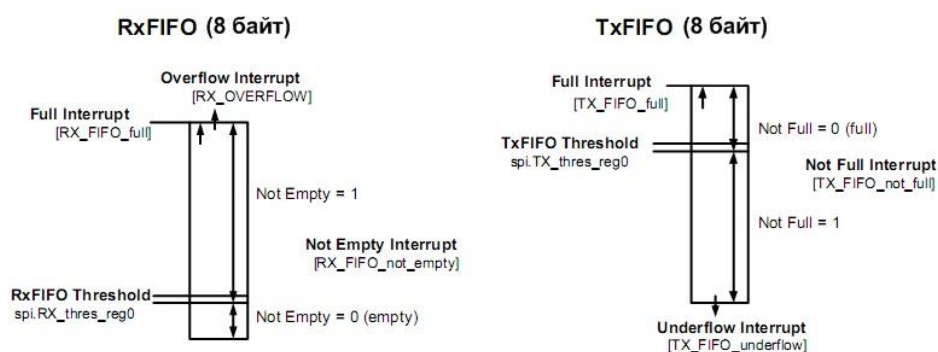 RxFIFO (8 байт)
Overflow Interrupt
[RX_OVERFLOW]
Full Interrupt
[RX_FIFO_full]
Not Empty = 1
Not Empty Interrupt
[RX_FIFO_not_empty]
RxFIFO Threshold
spi.RX_thres_reg0
Not Empty = 0 (empty)
TxFIFO (8 байт)
Full Interrupt
[TX_FIFO_full]
Not Full = 0 (full)
TxFIFO Threshold
spi.TX_thres_reg0
Not Full Interrupt
[TX_FIFO_not_full]
Not Full = 1
Underflow Interrupt
[TX_FIFO_underflow]